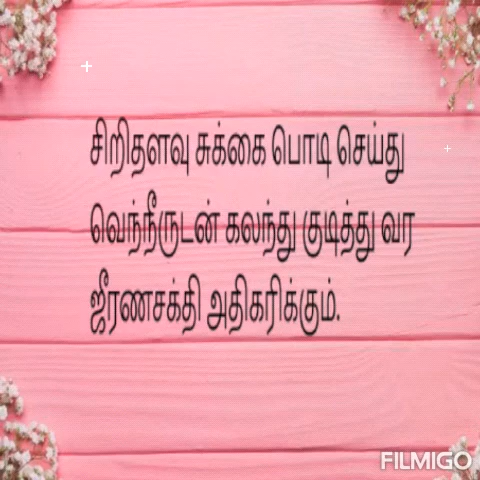 சிறிதளவு சுக்கை பொடி செய்து
வெந்நீருடன் கலந்து குடித்து வர
ஜீரணசக்தி அதிகரிக்கும்.
FILMIGO